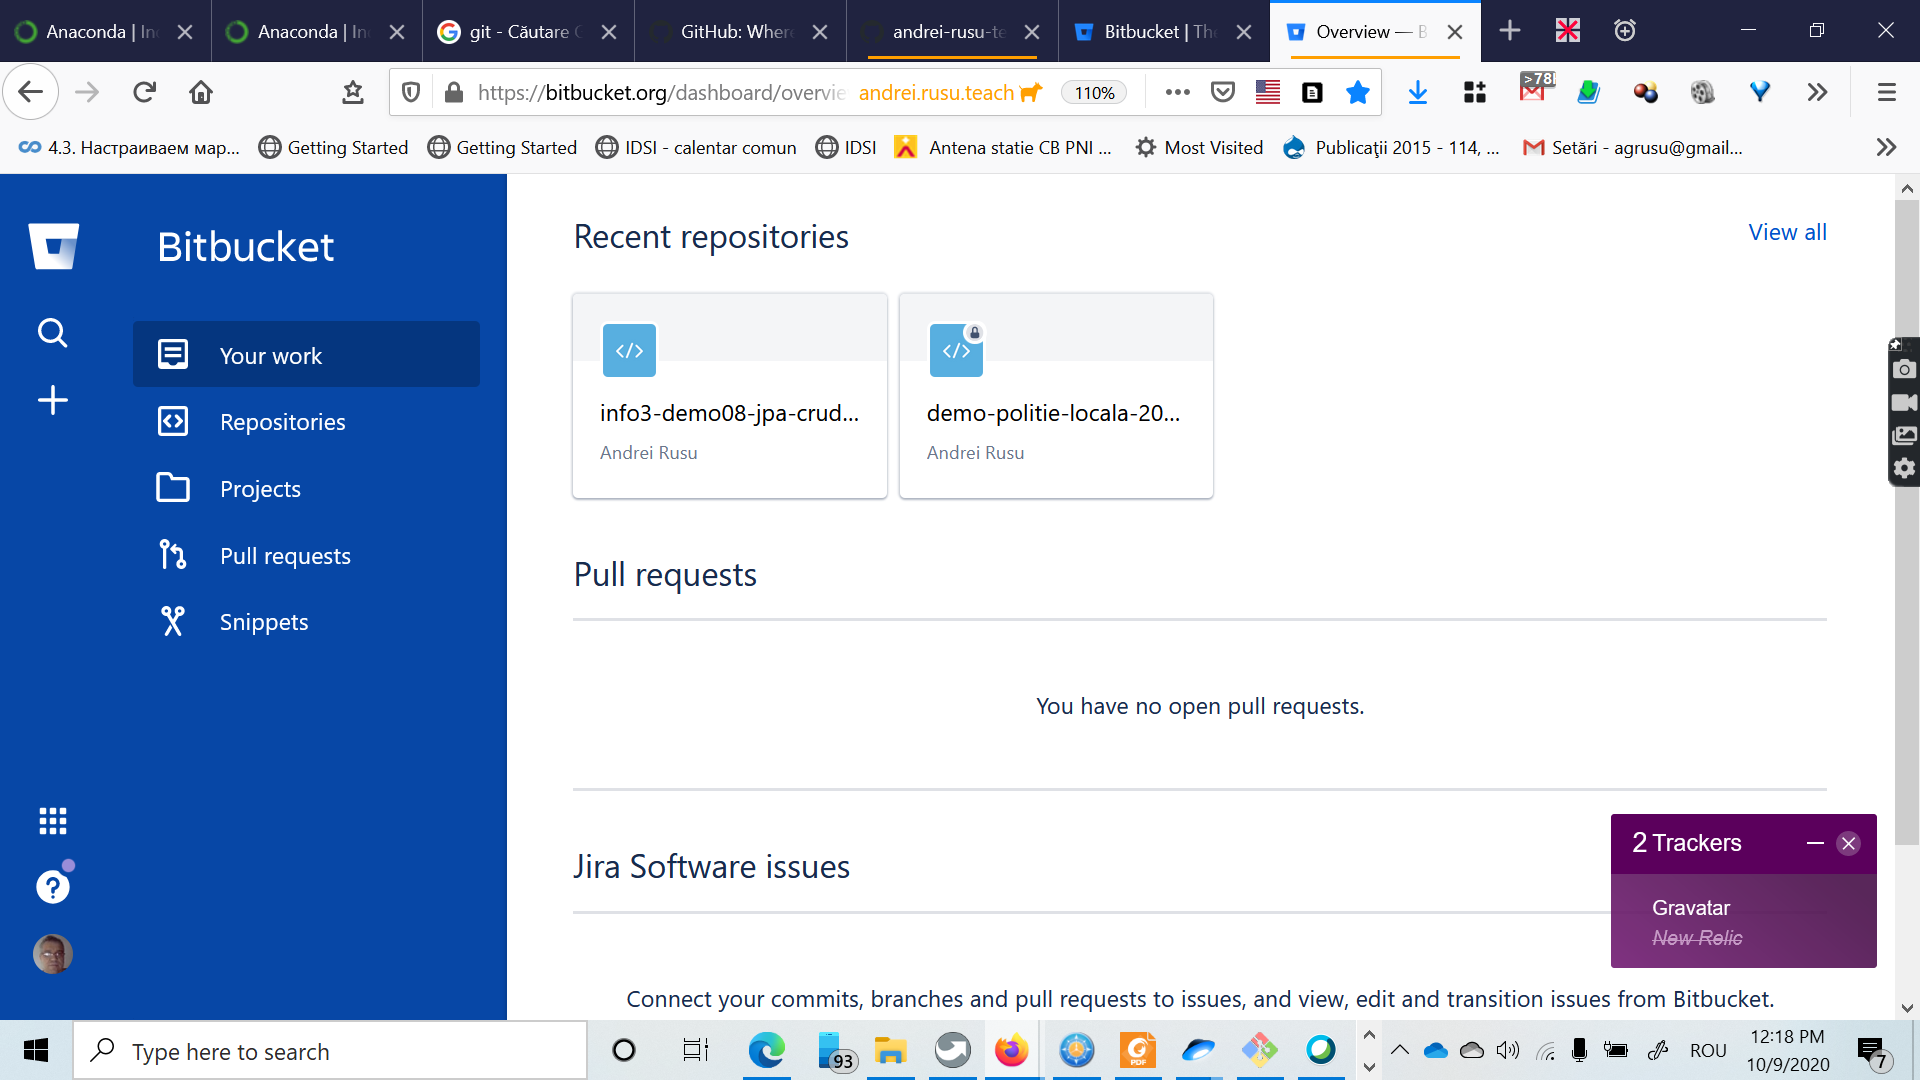 Anaconda | In
Anaconda | In
git - Căutare G
GitHub: Where
andrei-rusu-te
Bitbucket | The
Overview — B
https://bitbucket.org/dashboard/overvie
andrei.rusu.teach
110%
>78
4.3. Настраиваем мар...
Getting Started
Getting Started
IDSI - calentar comun
IDSI
Antena statie CB PNI ...
Most Visited
Publicaţii 2015 - 114, ...
Setări - agrusu@gmail...
Bitbucket
Your work
Repositories
Projects
Pull requests
Snippets
Recent repositories
View all
info3-demo08-jpa-crud...
Andrei Rusu
demo-politie-locala-20...
Andrei Rusu
Pull requests
You have no open pull requests.
Jira Software issues
Connect your commits, branches and pull requests to issues, and view, edit and transition issues from Bitbucket.
2 Trackers
Gravatar
New Relic
Type here to search
93
PDF
ROU
12:18 PM
10/9/2020
7